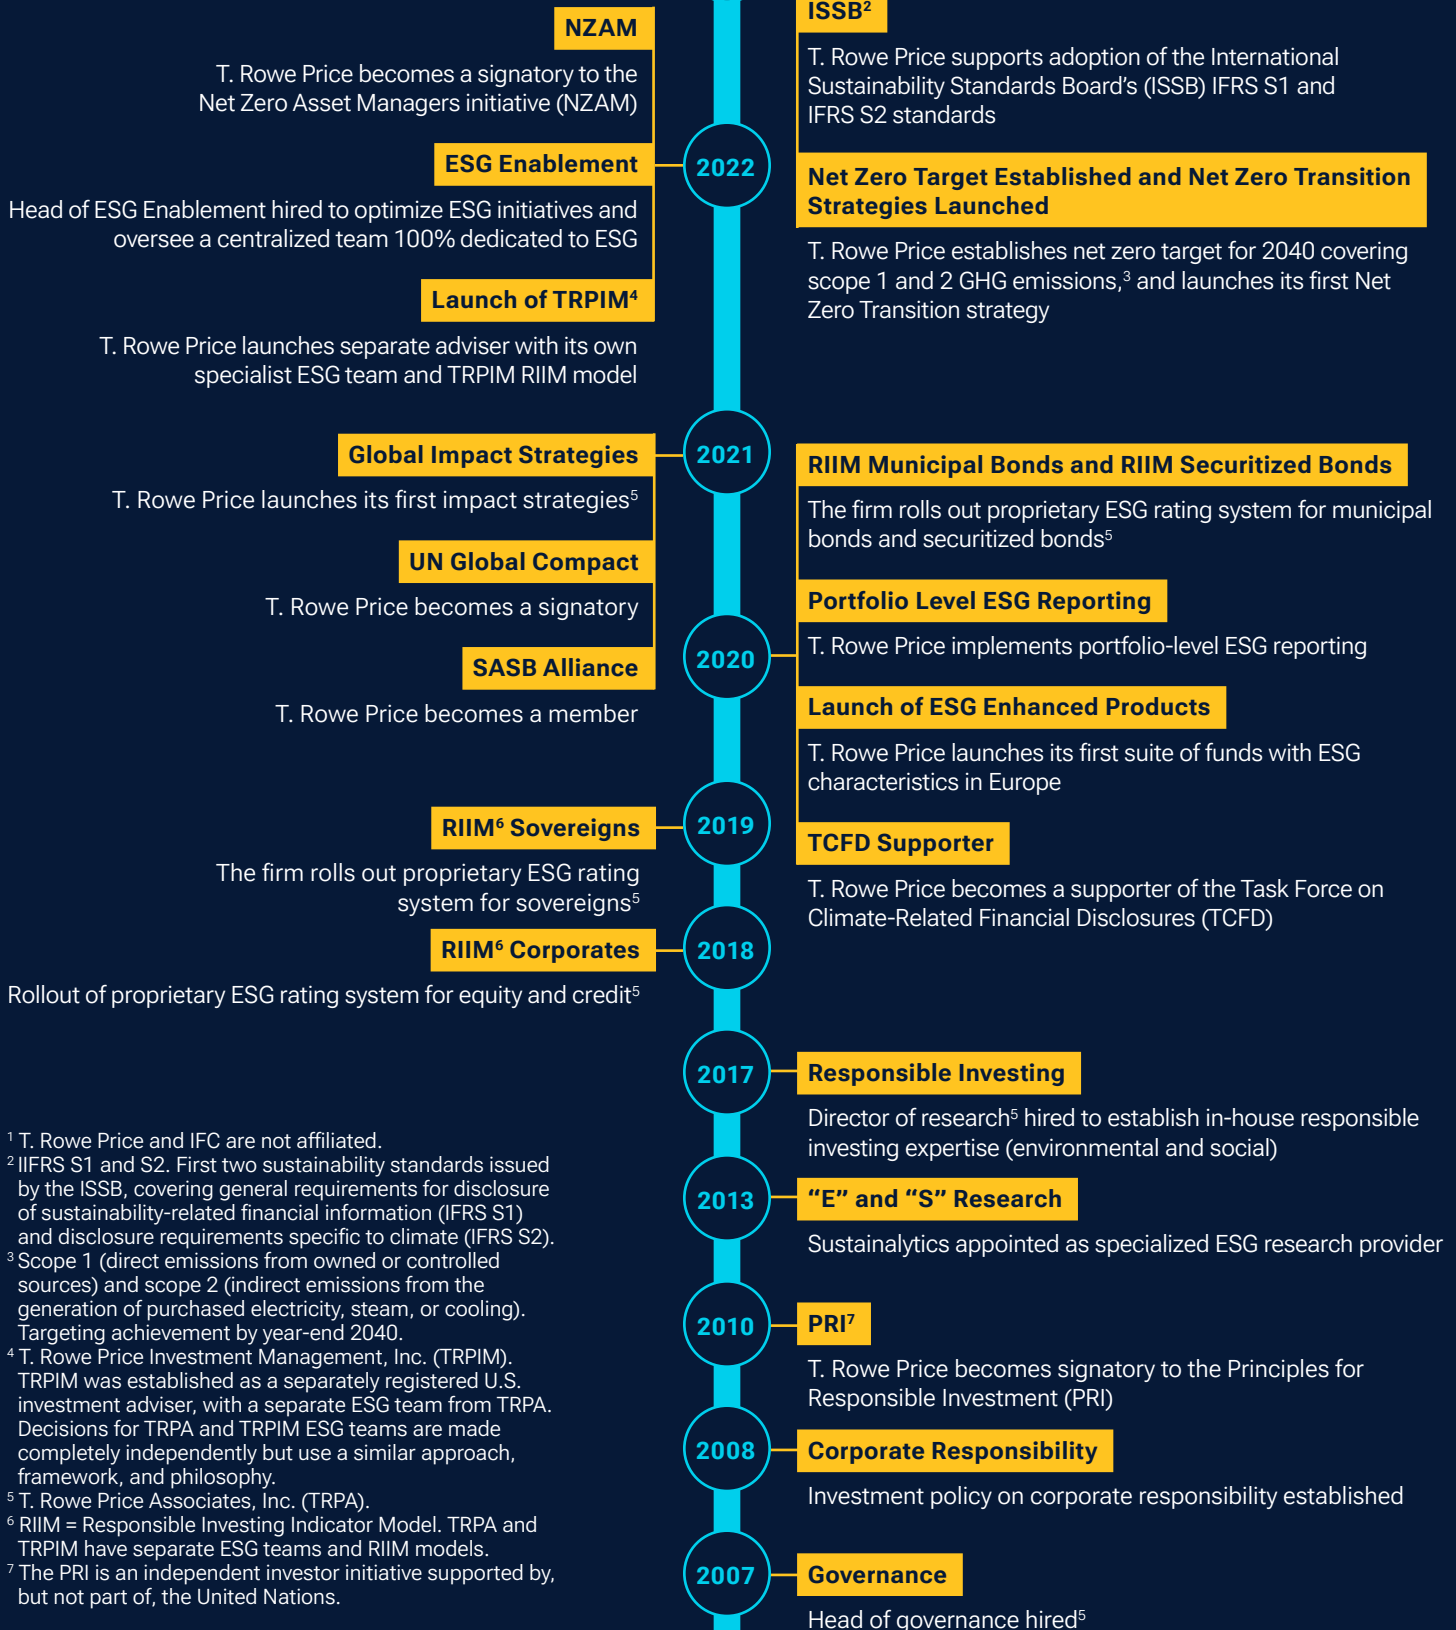 ISSB²
T. Rowe Price supports adoption of the International
Sustainability Standards Board’s (ISSB) IFRS S1 and
IFRS S2 standards
NZAM
T. Rowe Price becomes a signatory to the
Net Zero Asset Managers initiative (NZAM)
2022
ESG Enablement
Head of ESG Enablement hired to optimize ESG initiatives and
oversee a centralized team 100% dedicated to ESG
Launch of TRPIM⁴
T. Rowe Price launches separate adviser with its own
specialist ESG team and TRPIM RIIM model
Net Zero Target Established and Net Zero Transition
Strategies Launched
T. Rowe Price establishes net zero target for 2040 covering
scope 1 and 2 GHG emissions,³ and launches its first Net
Zero Transition strategy
2021
Global Impact Strategies
T. Rowe Price launches its first impact strategies⁵
UN Global Compact
T. Rowe Price becomes a signatory
SASB Alliance
T. Rowe Price becomes a member
2020
RIIM Municipal Bonds and RIIM Securitized Bonds
The firm rolls out proprietary ESG rating system for municipal
bonds and securitized bonds⁵
Portfolio Level ESG Reporting
T. Rowe Price implements portfolio-level ESG reporting
Launch of ESG Enhanced Products
T. Rowe Price launches its first suite of funds with ESG
characteristics in Europe
TCFD Supporter
T. Rowe Price becomes a supporter of the Task Force on
Climate-Related Financial Disclosures (TCFD)
2019
RIIM⁶ Sovereigns
The firm rolls out proprietary ESG rating
system for sovereigns⁵
2018
RIIM⁶ Corporates
Rollout of proprietary ESG rating system for equity and credit⁵
2017
Responsible Investing
Director of research⁵ hired to establish in-house responsible
investing expertise (environmental and social)
2013
“E” and “S” Research
Sustainalytics appointed as specialized ESG research provider
2010
PRI⁷
T. Rowe Price becomes signatory to the Principles for
Responsible Investment (PRI)
2008
Corporate Responsibility
Investment policy on corporate responsibility established
2007
Governance
Head of governance hired⁵
¹ T. Rowe Price and IFC are not affiliated.
² IIFRS S1 and S2. First two sustainability standards issued
by the ISSB, covering general requirements for disclosure
of sustainability-related financial information (IFRS S1)
and disclosure requirements specific to climate (IFRS S2).
³ Scope 1 (direct emissions from owned or controlled
sources) and scope 2 (indirect emissions from the
generation of purchased electricity, steam, or cooling).
Targeting achievement by year-end 2040.
⁴ T. Rowe Price Investment Management, Inc. (TRPIM).
TRPIM was established as a separately registered U.S.
investment adviser, with a separate ESG team from TRPA.
Decisions for TRPA and TRPIM ESG teams are made
completely independently but use a similar approach,
framework, and philosophy.
⁵ T. Rowe Price Associates, Inc. (TRPA).
⁶ RIIM = Responsible Investing Indicator Model. TRPA and
TRPIM have separate ESG teams and RIIM models.
⁷ The PRI is an independent investor initiative supported by,
but not part of, the United Nations.